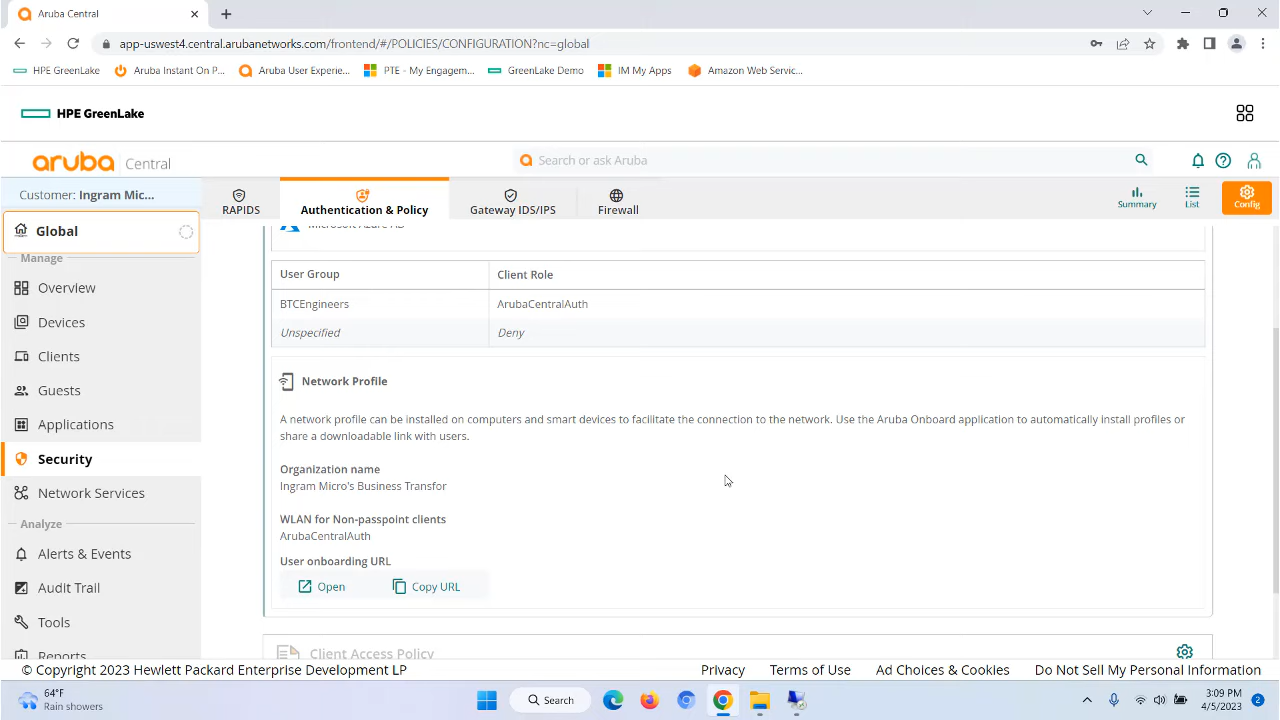 Aruba Central
app-uswest4.central.arubanetworks.com/frontend/#/POLICIES/CONFIGURATION?nc=global
HPE GreenLake
Aruba Instant On P...
Aruba User Experie...
PTE - My Engagem...
GreenLake Demo
IM My Apps
Amazon Web Servic...
HPE GreenLake
aruba Central
Search or ask Aruba
Customer: Ingram Mic...
RAPIDS
Authentication & Policy
Gateway IDS/IPS
Firewall
Summary
List
Config
Global
Manage
Overview
Devices
Clients
Guests
Applications
Security
Network Services
Analyze
Alerts & Events
Audit Trail
Tools
Reports
Microsoft Azure AD
User Group Client Role
BTCEngineers ArubaCentralAuth
Unspecified Deny
Network Profile
A network profile can be installed on computers and smart devices to facilitate the connection to the network. Use the Aruba Onboard application to automatically install profiles or
share a downloadable link with users.
Organization name
Ingram Micro's Business Transfor
WLAN for Non-passpoint clients
ArubaCentralAuth
User onboarding URL
Open Copy URL
Client Access Policy
© Copyright 2023 Hewlett Packard Enterprise Development LP
Privacy Terms of Use Ad Choices & Cookies Do Not Sell My Personal Information
64°F
Rain showers
Search
3:09 PM
4/5/2023
2